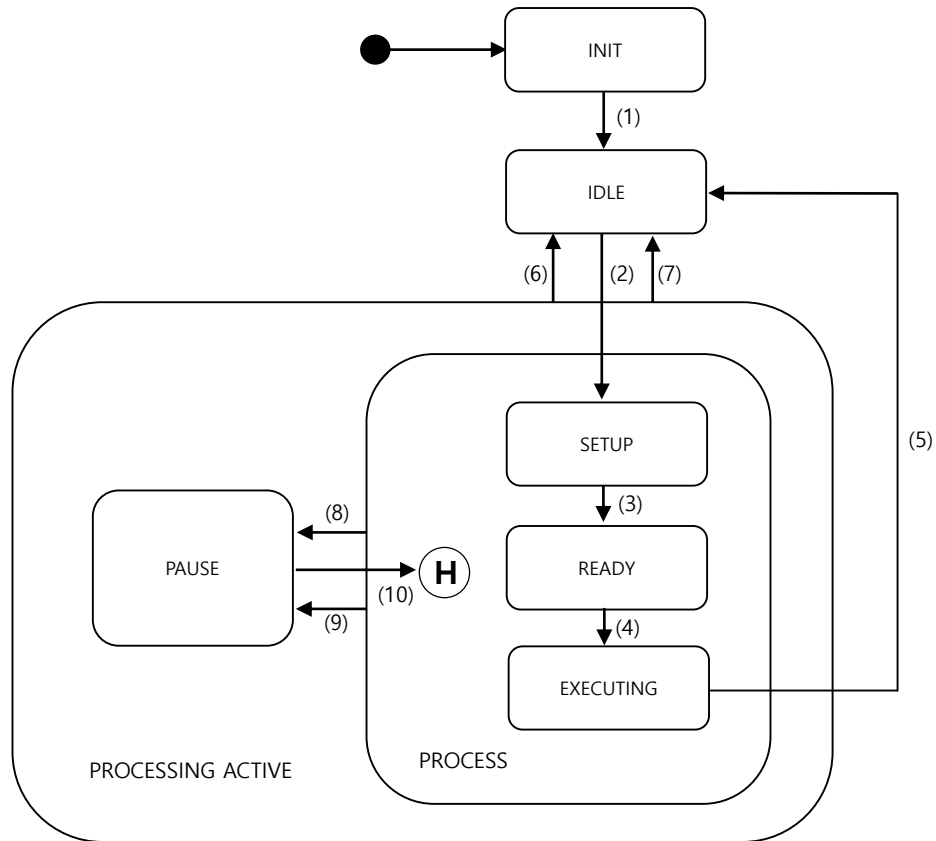 INIT
(1)
IDLE
(6)
(2)
(7)
SETUP
(5)
(3)
(8)
PAUSE
H
READY
(10)
(9)
(4)
EXECUTING
PROCESS
PROCESSING ACTIVE